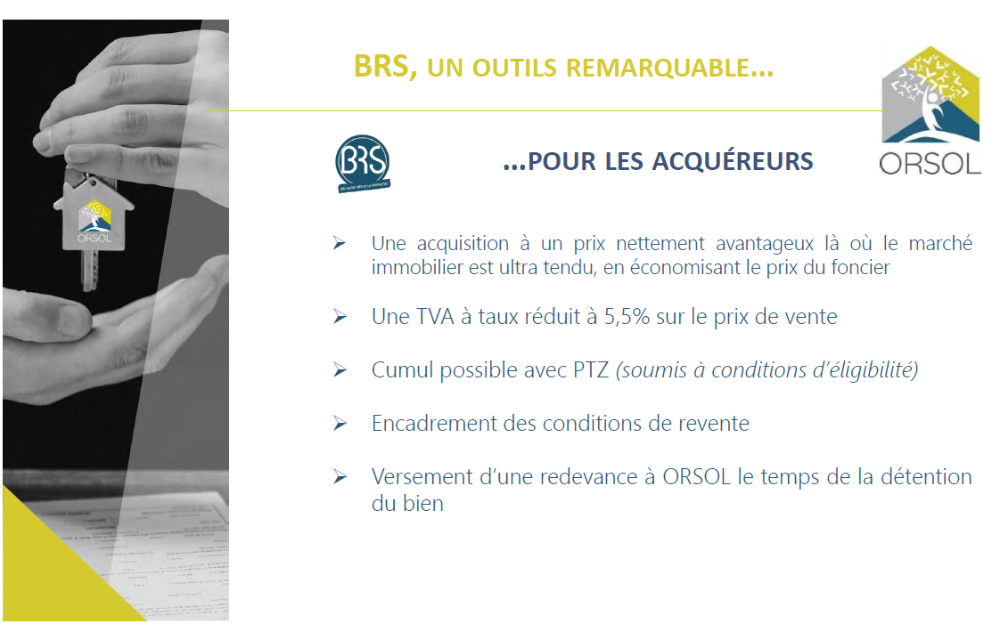 BRS, UN OUTILS REMARQUABLE...
BRS
...POUR LES ACQUÉREURS
ORSOL
ORSOL
➢ Une acquisition à un prix nettement avantageux là où le marché
immobilier est ultra tendu, en économisant le prix du foncier
➢ Une TVA à taux réduit à 5,5% sur le prix de vente
➢ Cumul possible avec PTZ (soumis à conditions d'éligibilité)
➢ Encadrement des conditions de revente
➢ Versement d'une redevance à ORSOL le temps de la détention
du bien